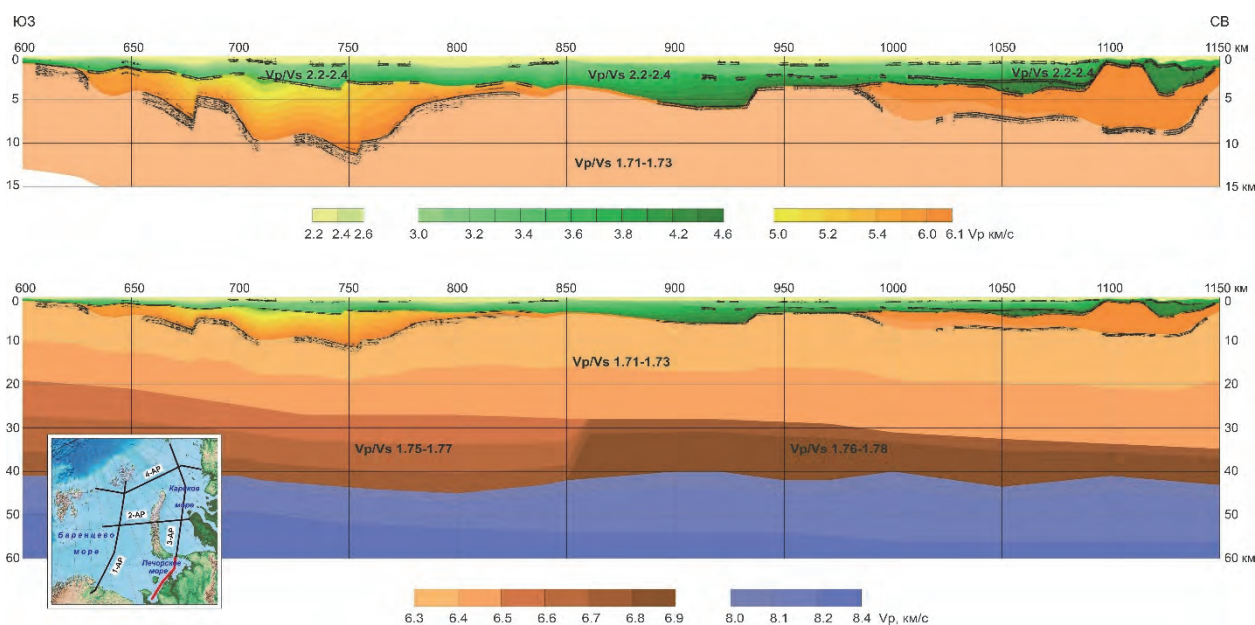 ЮЗ СВ
600 650 700 750 800 850 900 950 1000 1050 1100 1150 км
0 Vp/Vs 2.2-2.4 Vp/Vs 2.2-2.4 Vp/Vs 2.2-2.4 0
5 5
10 Vp/Vs 1.71-1.73 10
15 15 км
2.2 2.4 2.6 3.0 3.2 3.4 3.6 3.8 4.2 4.6 5.0 5.2 5.4 6.0 6.1 Vp км/с
600 650 700 750 800 850 900 950 1000 1050 1100 1150 км
0 0
10 10
Vp/Vs 1.71-1.73
20 20
30 30
Vp/Vs 1.75-1.77 Vp/Vs 1.76-1.78
40 40
50 50
60 60 км
4-АР
Карское
море
2-АР
3-АР
Баренцево
море
1-АР
Печорское
море
6.3 6.4 6.5 6.6 6.7 6.8 6.9 8.0 8.1 8.2 8.4 Vp, км/с